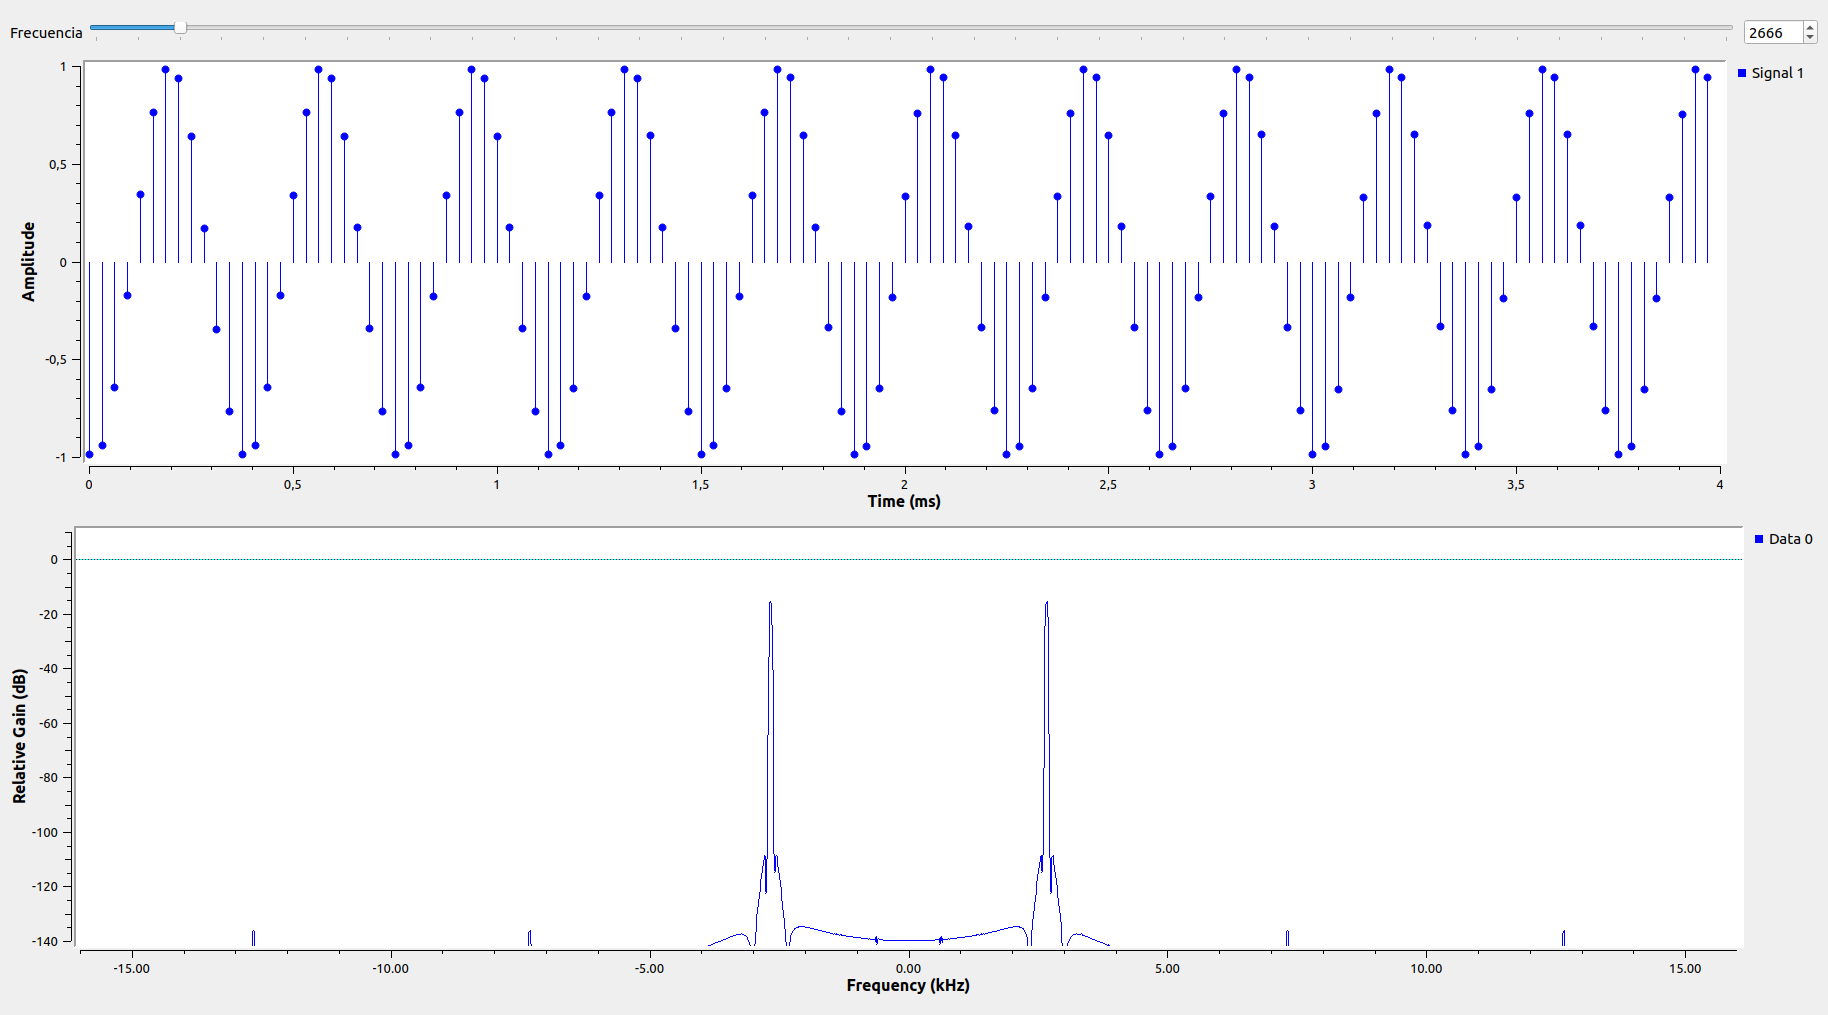 Frecuencia
2666
Signal 1
1
0,5
0
-0,5
-1
Amplitude
0 0,5 1 1,5 2 2,5 3 3,5 4
Time (ms)
Data 0
0
-20
-40
-60
-80
-100
-120
-140
Relative Gain (dB)
-15.00 -10.00 -5.00 0.00 5.00 10.00 15.00
Frequency (kHz)